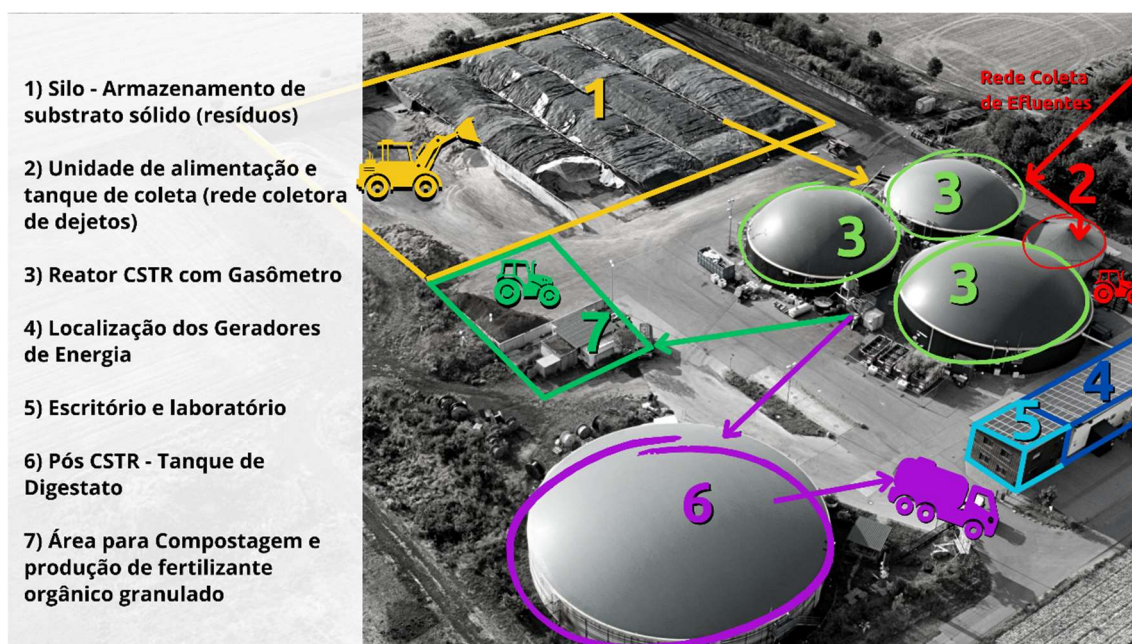 1) Silo - Armazenamento de
substrato sólido (resíduos)
2) Unidade de alimentação e
tanque de coleta (rede coletora
de dejetos)
3) Reator CSTR com Gasômetro
4) Localização dos Geradores
de Energia
5) Escritório e laboratório
6) Pós CSTR - Tanque de
Digestato
7) Área para Compostagem e
produção de fertilizante
orgânico granulado
1
Rede Coleta
de Efluentes
2
3
3
3
4
5
6
7